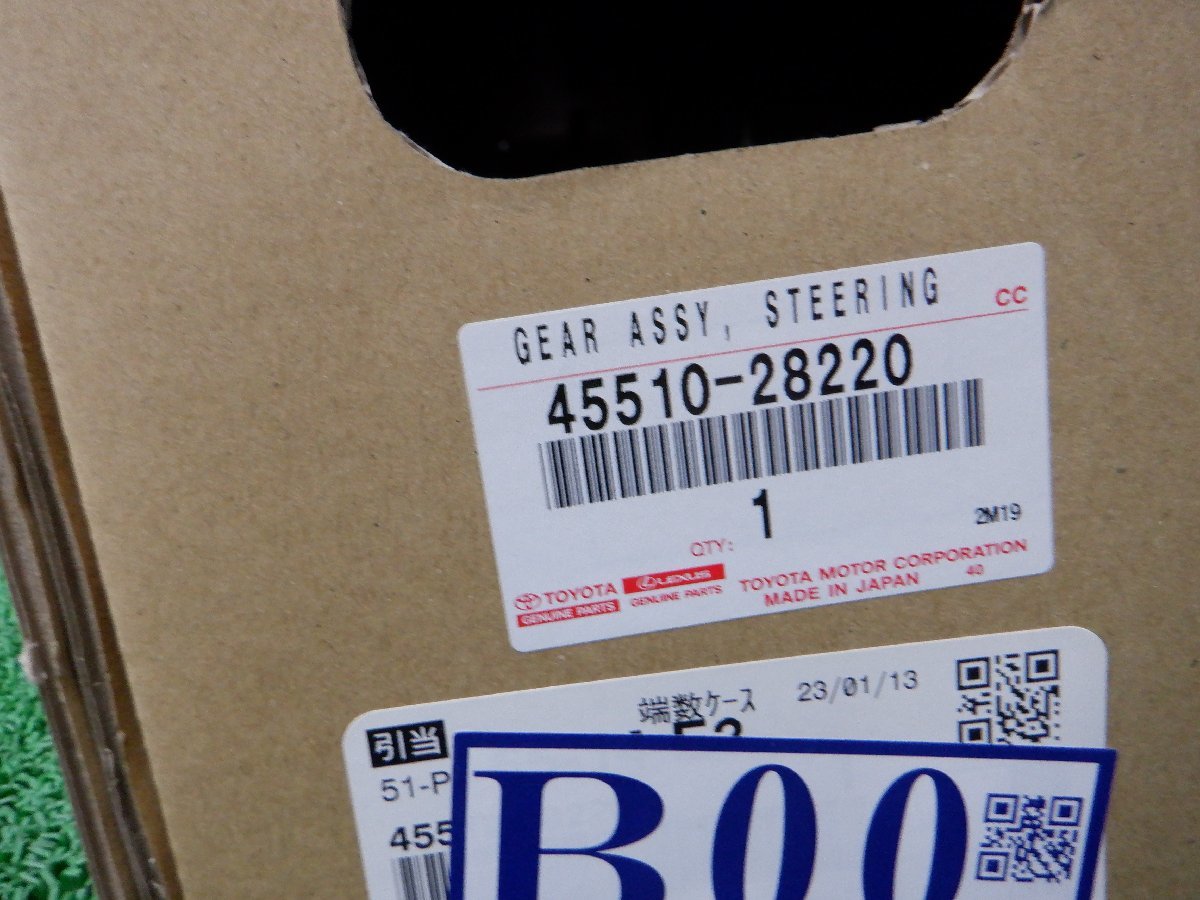 GEAR ASSY, STEERING
CC
45510-28220
1
QTY:
2M19
TOYOTA
GENUINE PARTS
LEXUS
GENUINE PARTS
TOYOTA MOTOR CORPORATION
MADE IN JAPAN 40
端数ケース 23/01/13
引当
51-P
455
B00